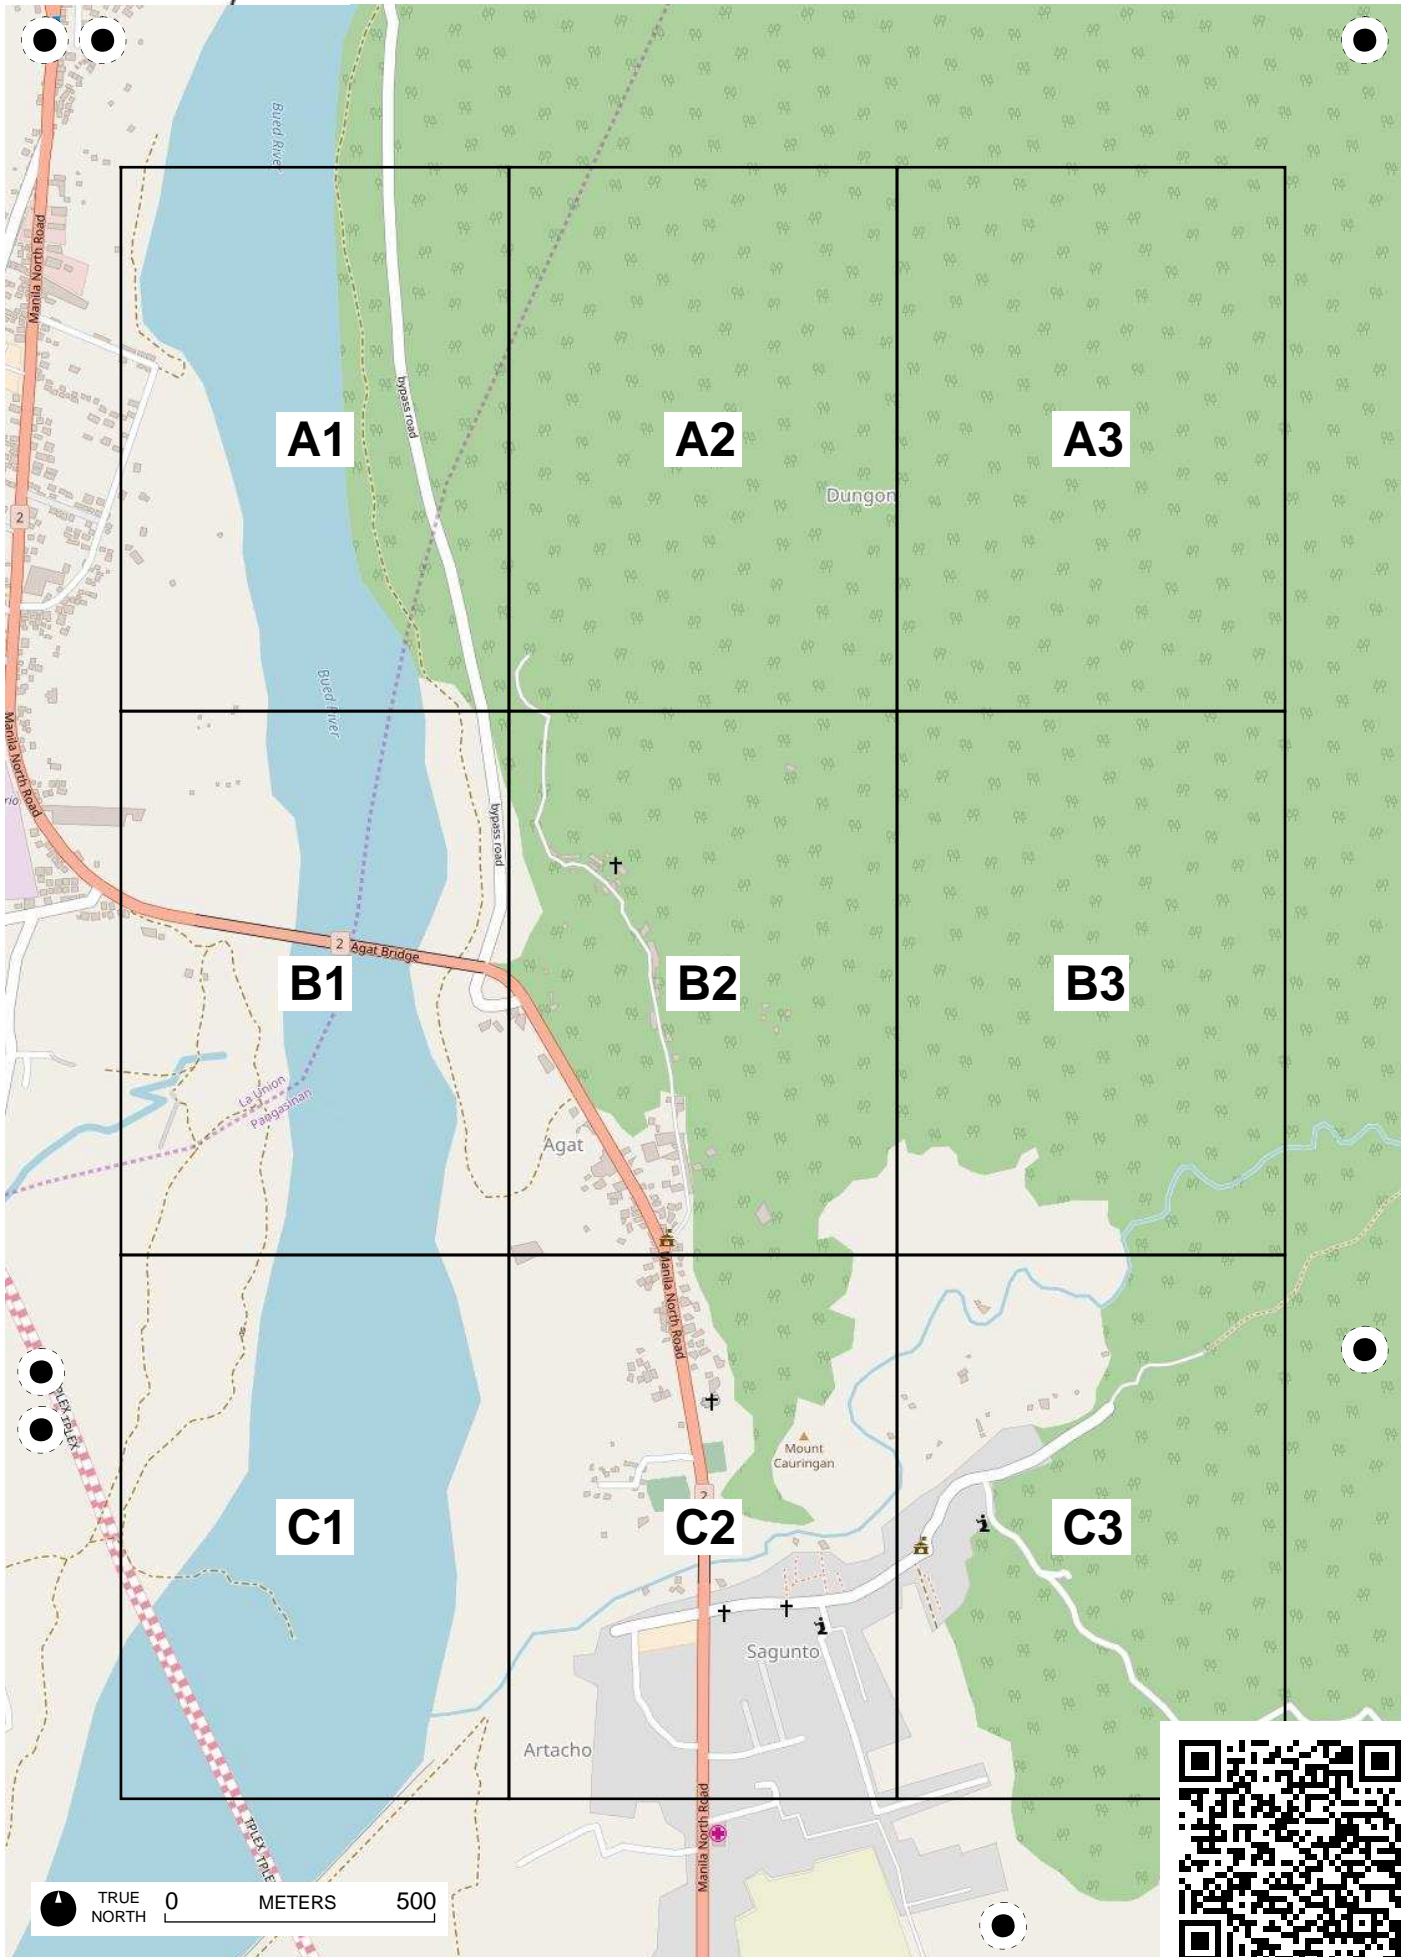 Bued River
Manila North Road
bypass road
A1
A2
A3
Dungon
2
Bued River
Manila North Road
bypass road
rio
2
Agat Bridge
B1
B2
B3
La Union
Pangasinan
Agat
Manila North Road
TPLEX
Mount
Cauringan
2
C1
C2
C3
Sagunto
Artacho
Manila North Road
TPLEX TPLE
TRUE
NORTH
0 METERS 500